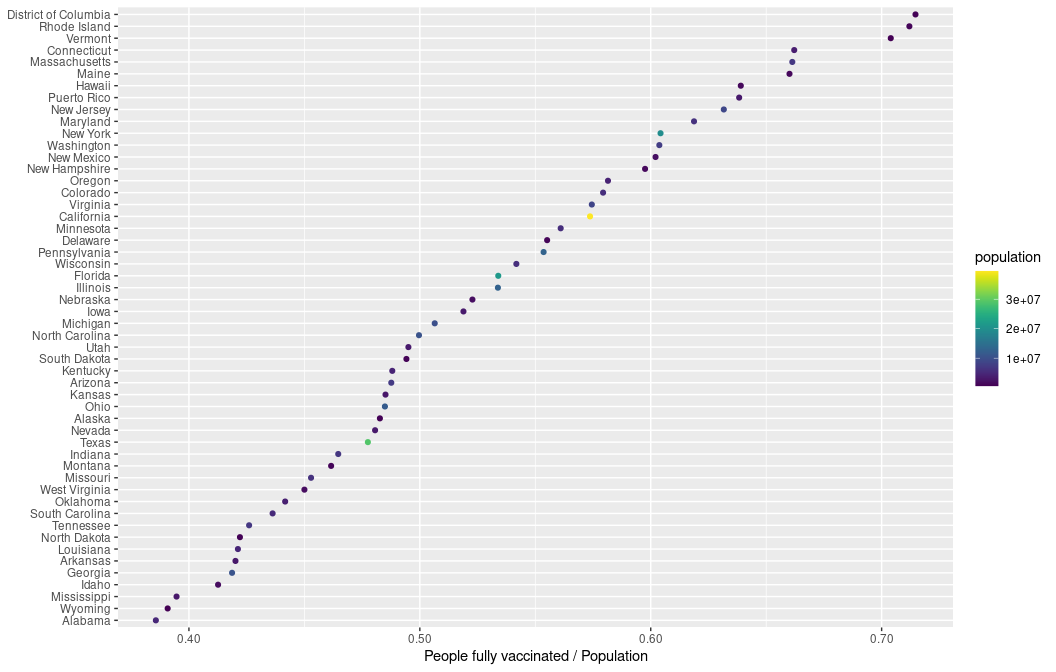 District of Columbia
Rhode Island
Vermont
Connecticut
Massachusetts
Maine
Hawaii
Puerto Rico
New Jersey
Maryland
New York
Washington
New Mexico
New Hampshire
Oregon
Colorado
Virginia
California
Minnesota
Delaware
Pennsylvania
Wisconsin
Florida
Illinois
Nebraska
Iowa
Michigan
North Carolina
Utah
South Dakota
Kentucky
Arizona
Kansas
Ohio
Alaska
Nevada
Texas
Indiana
Montana
Missouri
West Virginia
Oklahoma
South Carolina
Tennessee
North Dakota
Louisiana
Arkansas
Georgia
Idaho
Mississippi
Wyoming
Alabama
0.40 0.50 0.60 0.70
People fully vaccinated / Population
population
3e+07
2e+07
1e+07